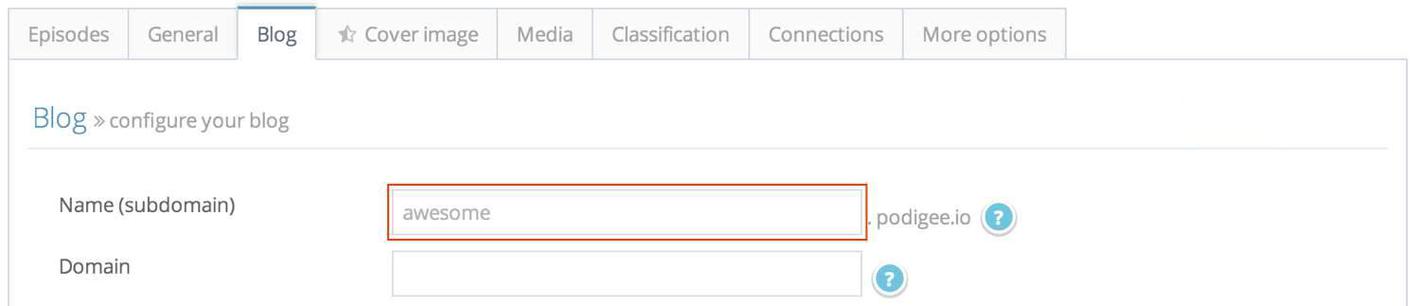 Episodes General Blog Cover image Media Classification Connections More options
Blog » configure your blog
Name (subdomain) awesome . podigee.io ?
Domain ?